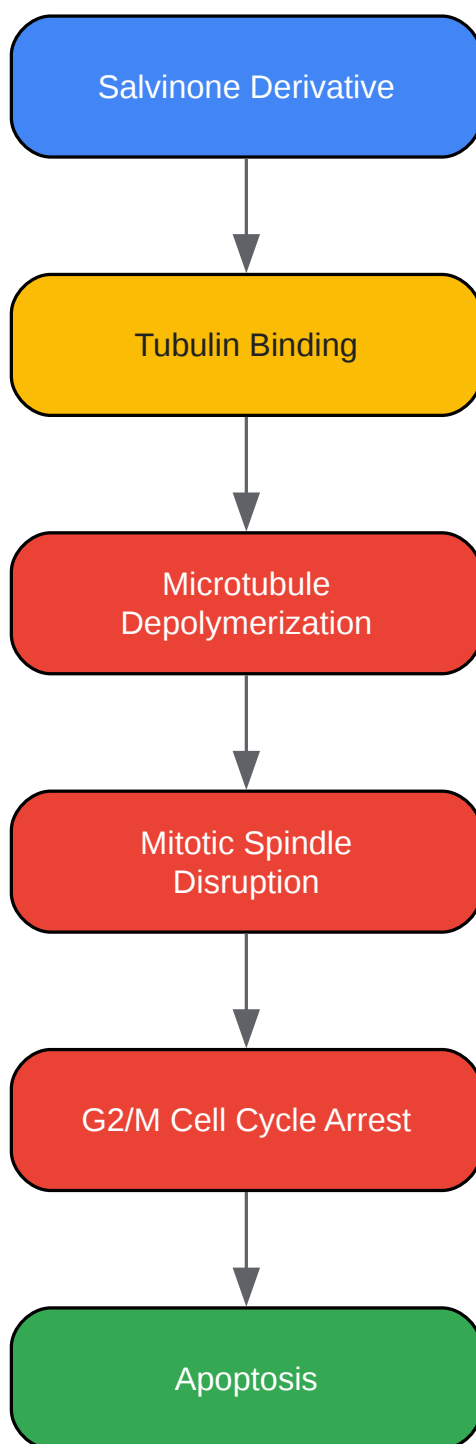 Salvinone Derivative
Tubulin Binding
Microtubule
Depolymerization
Mitotic Spindle
Disruption
G2/M Cell Cycle Arrest
Apoptosis